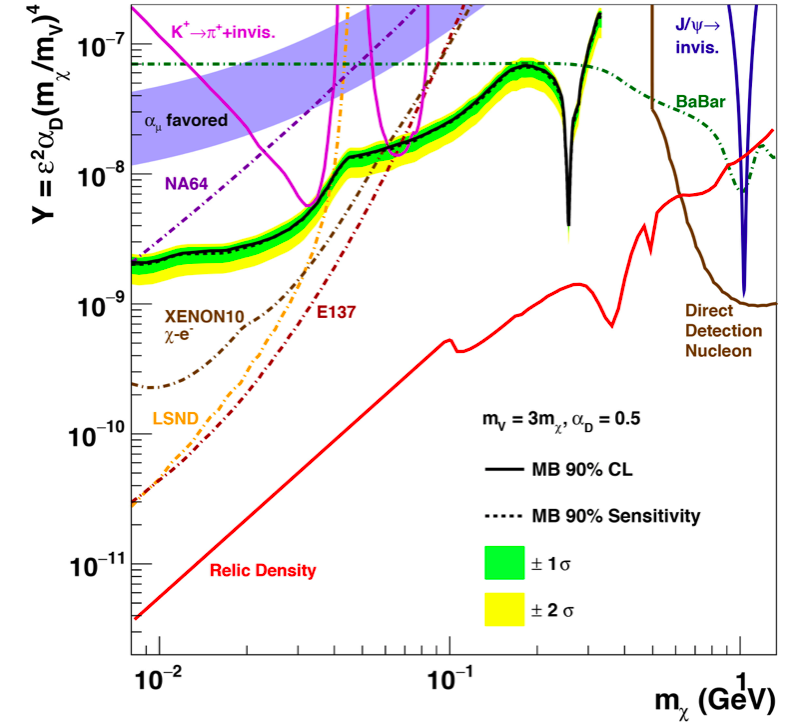 Y = ε²α_D(m_χ/m_V)⁴
10⁻⁷
10⁻⁸
10⁻⁹
10⁻¹⁰
10⁻¹¹
K⁺→π⁺+invis.
J/ψ→
invis.
BaBar
α_μ favored
NA64
XENON10
χ-e⁻
E137
Direct
Detection
Nucleon
LSND
m_V = 3m_χ, α_D = 0.5
MB 90% CL
MB 90% Sensitivity
± 1σ
± 2 σ
Relic Density
10⁻²
10⁻¹
1
m_χ (GeV)